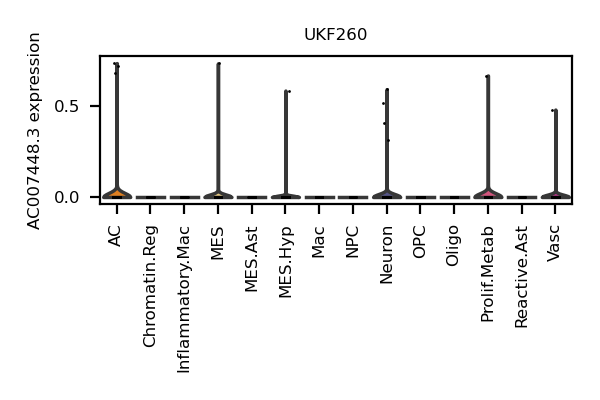 UKF260
AC007448.3 expression
0.5
0.0
AC
Chromatin.Reg
Inflammatory.Mac
MES
MES.Ast
MES.Hyp
Mac
NPC
Neuron
OPC
Oligo
Prolif.Metab
Reactive.Ast
Vasc